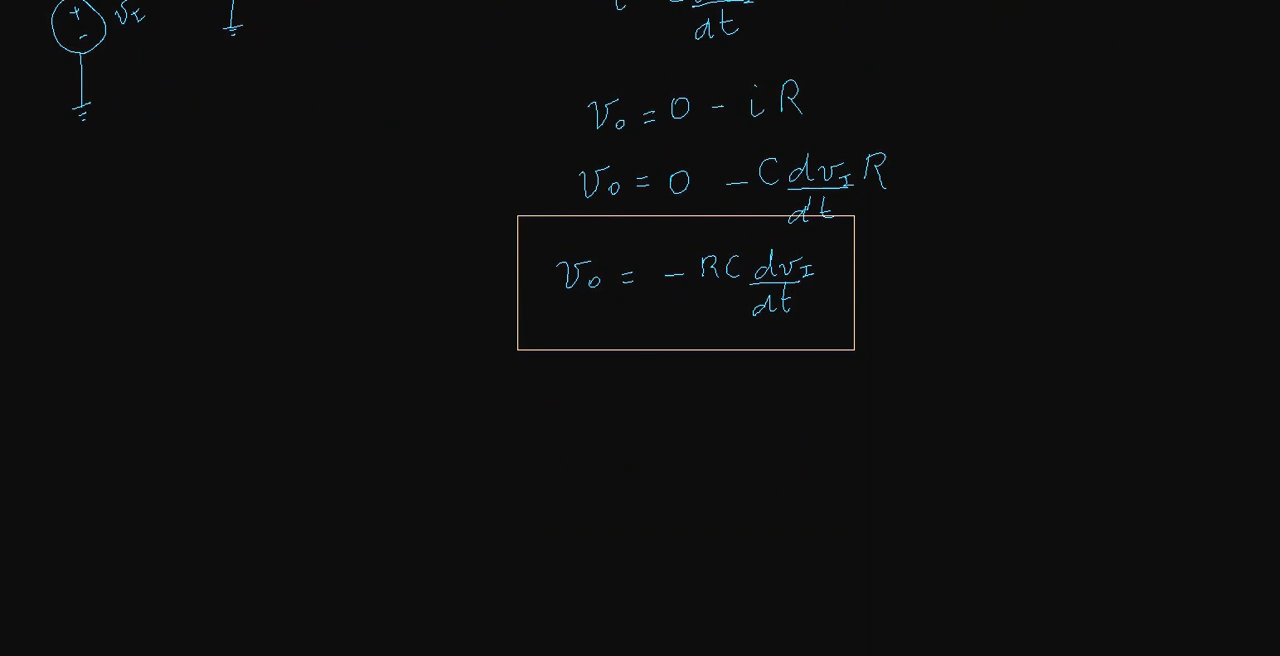 +
-
v_I
dt
v_o = 0 - iR
v_o = 0 - C dv_I/dt R
v_o = - RC dv_I/dt